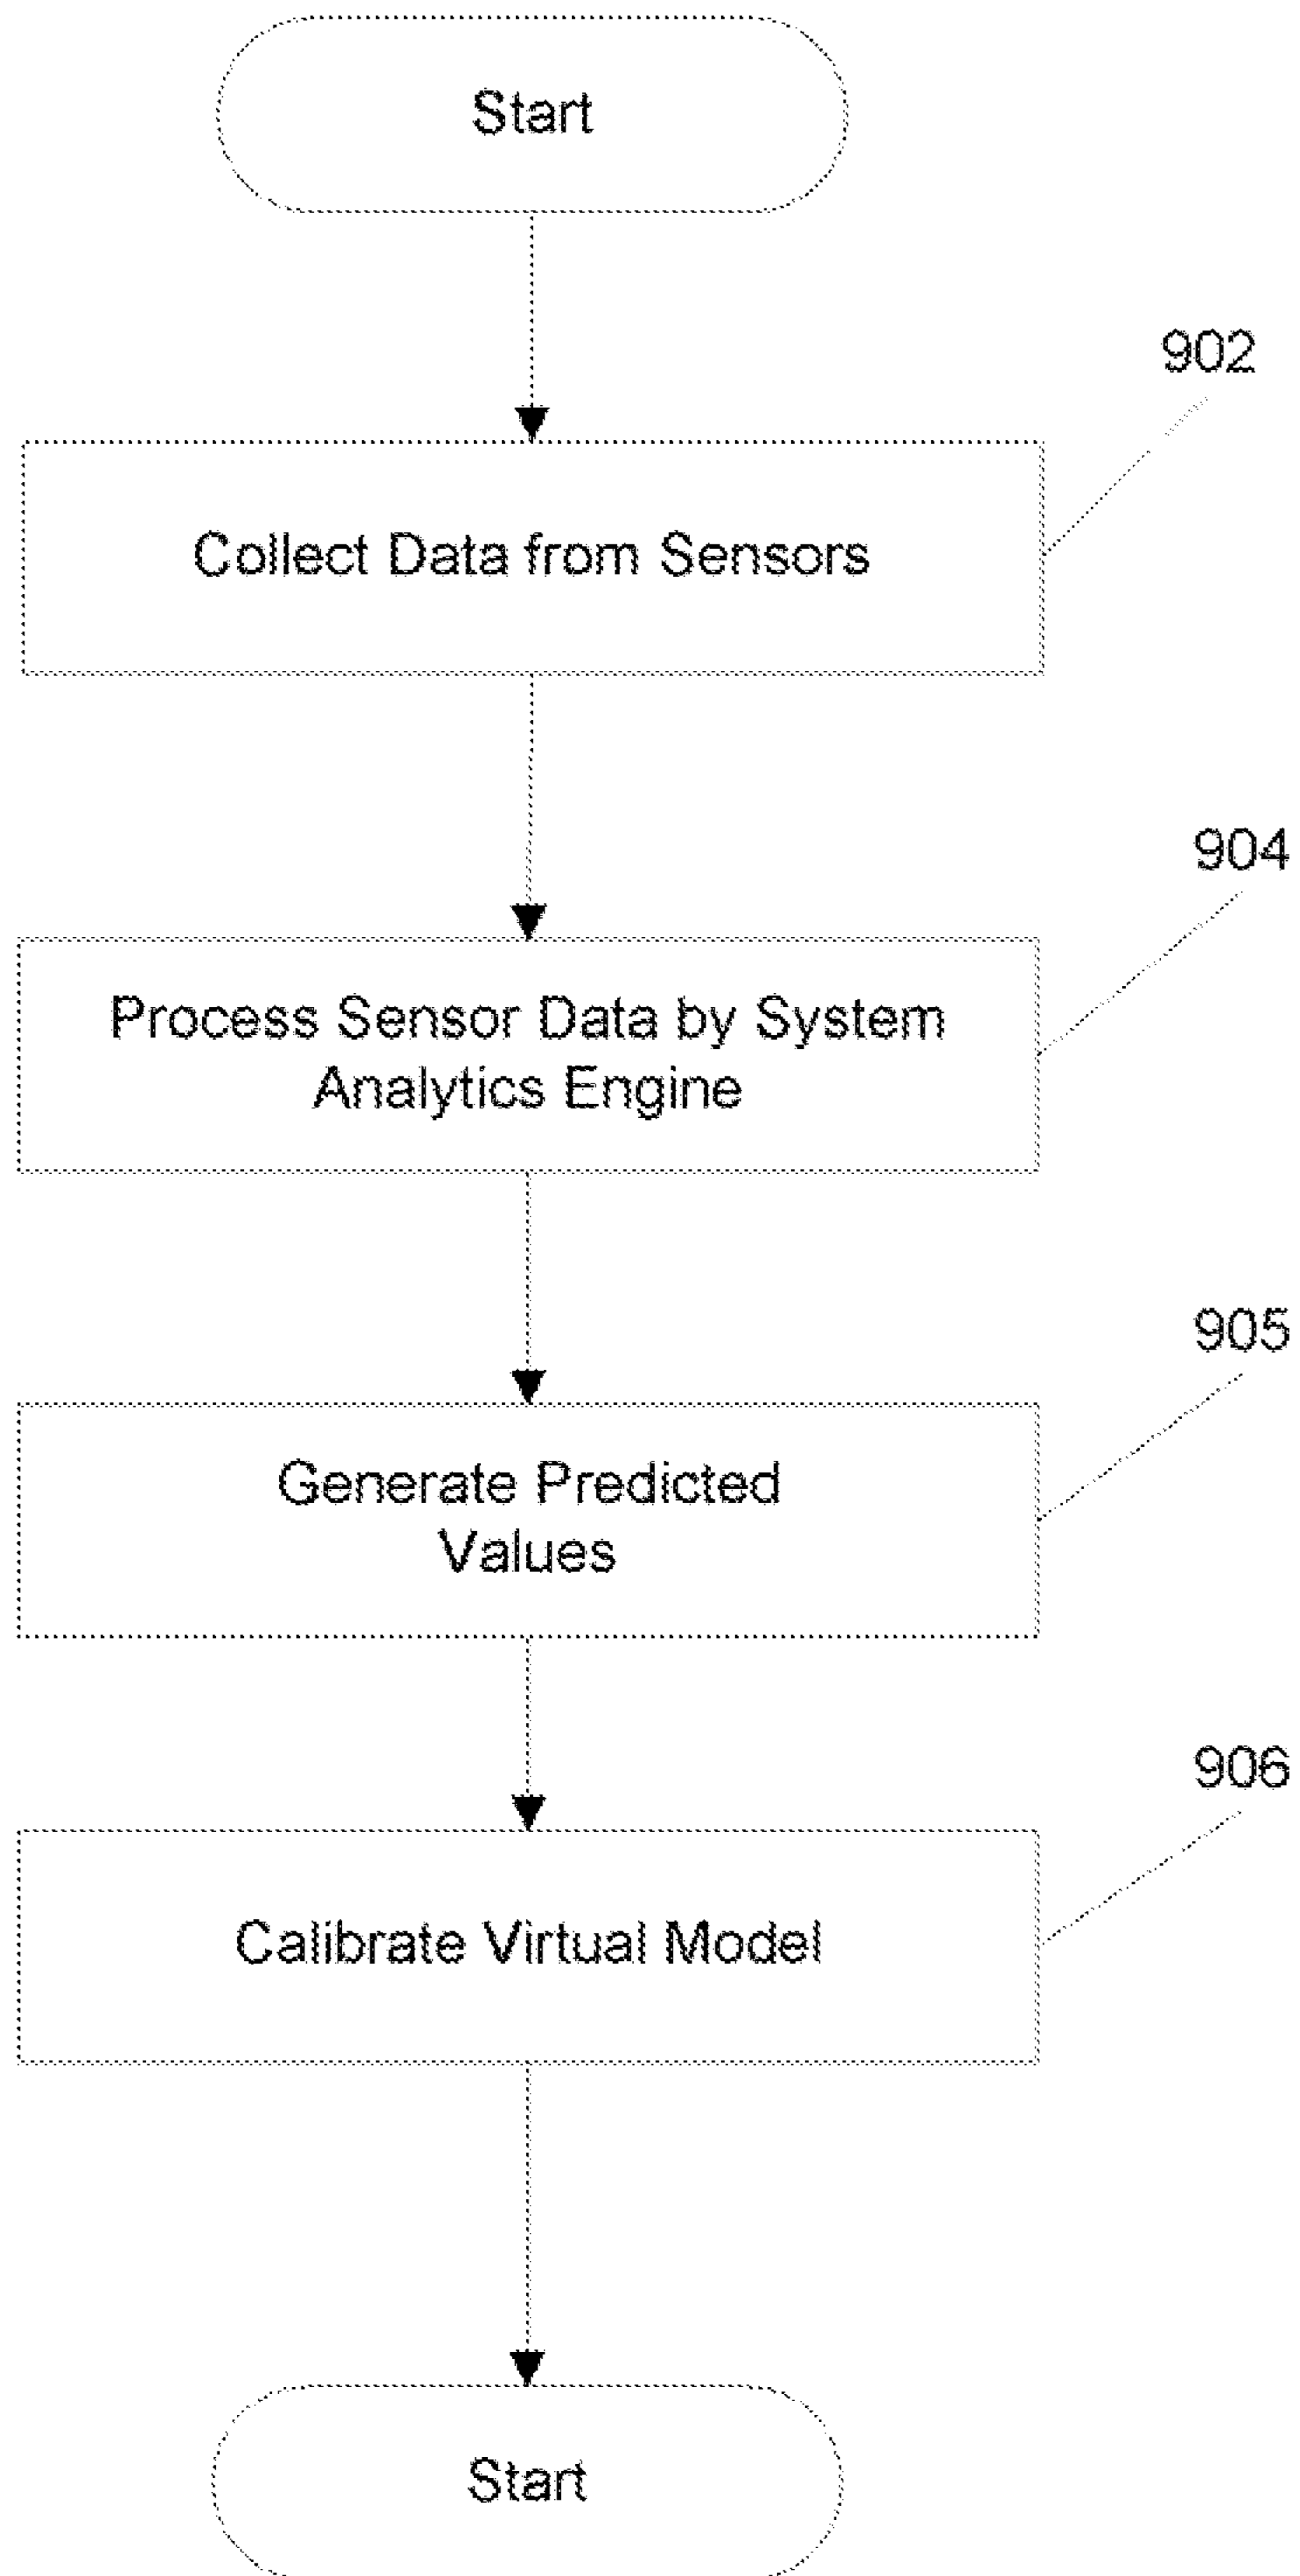 Start
902
Collect Data from Sensors
904
Process Sensor Data by System
Analytics Engine
905
Generate Predicted
Values
906
Calibrate Virtual Model
Start